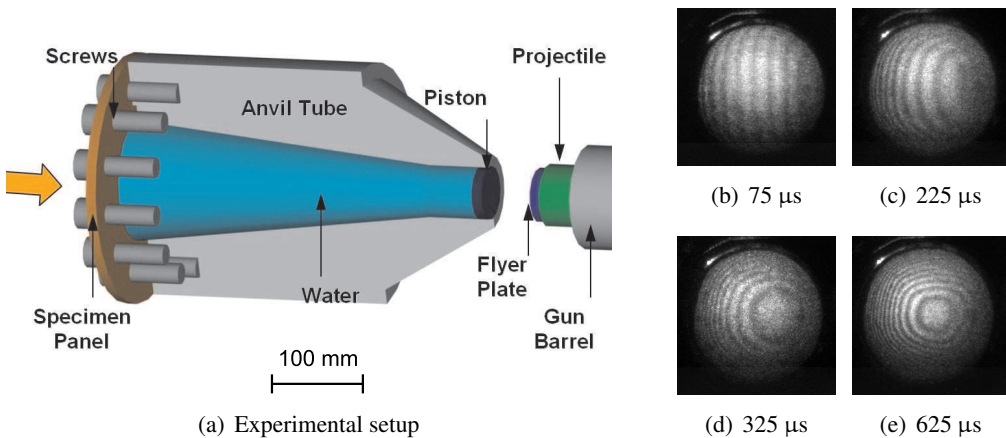 Screws
Projectile
Piston
Anvil Tube
Flyer
Plate
Water
Specimen
Panel
Gun
Barrel
100 mm
(a) Experimental setup
(b) 75 µs
(c) 225 µs
(d) 325 µs
(e) 625 µs